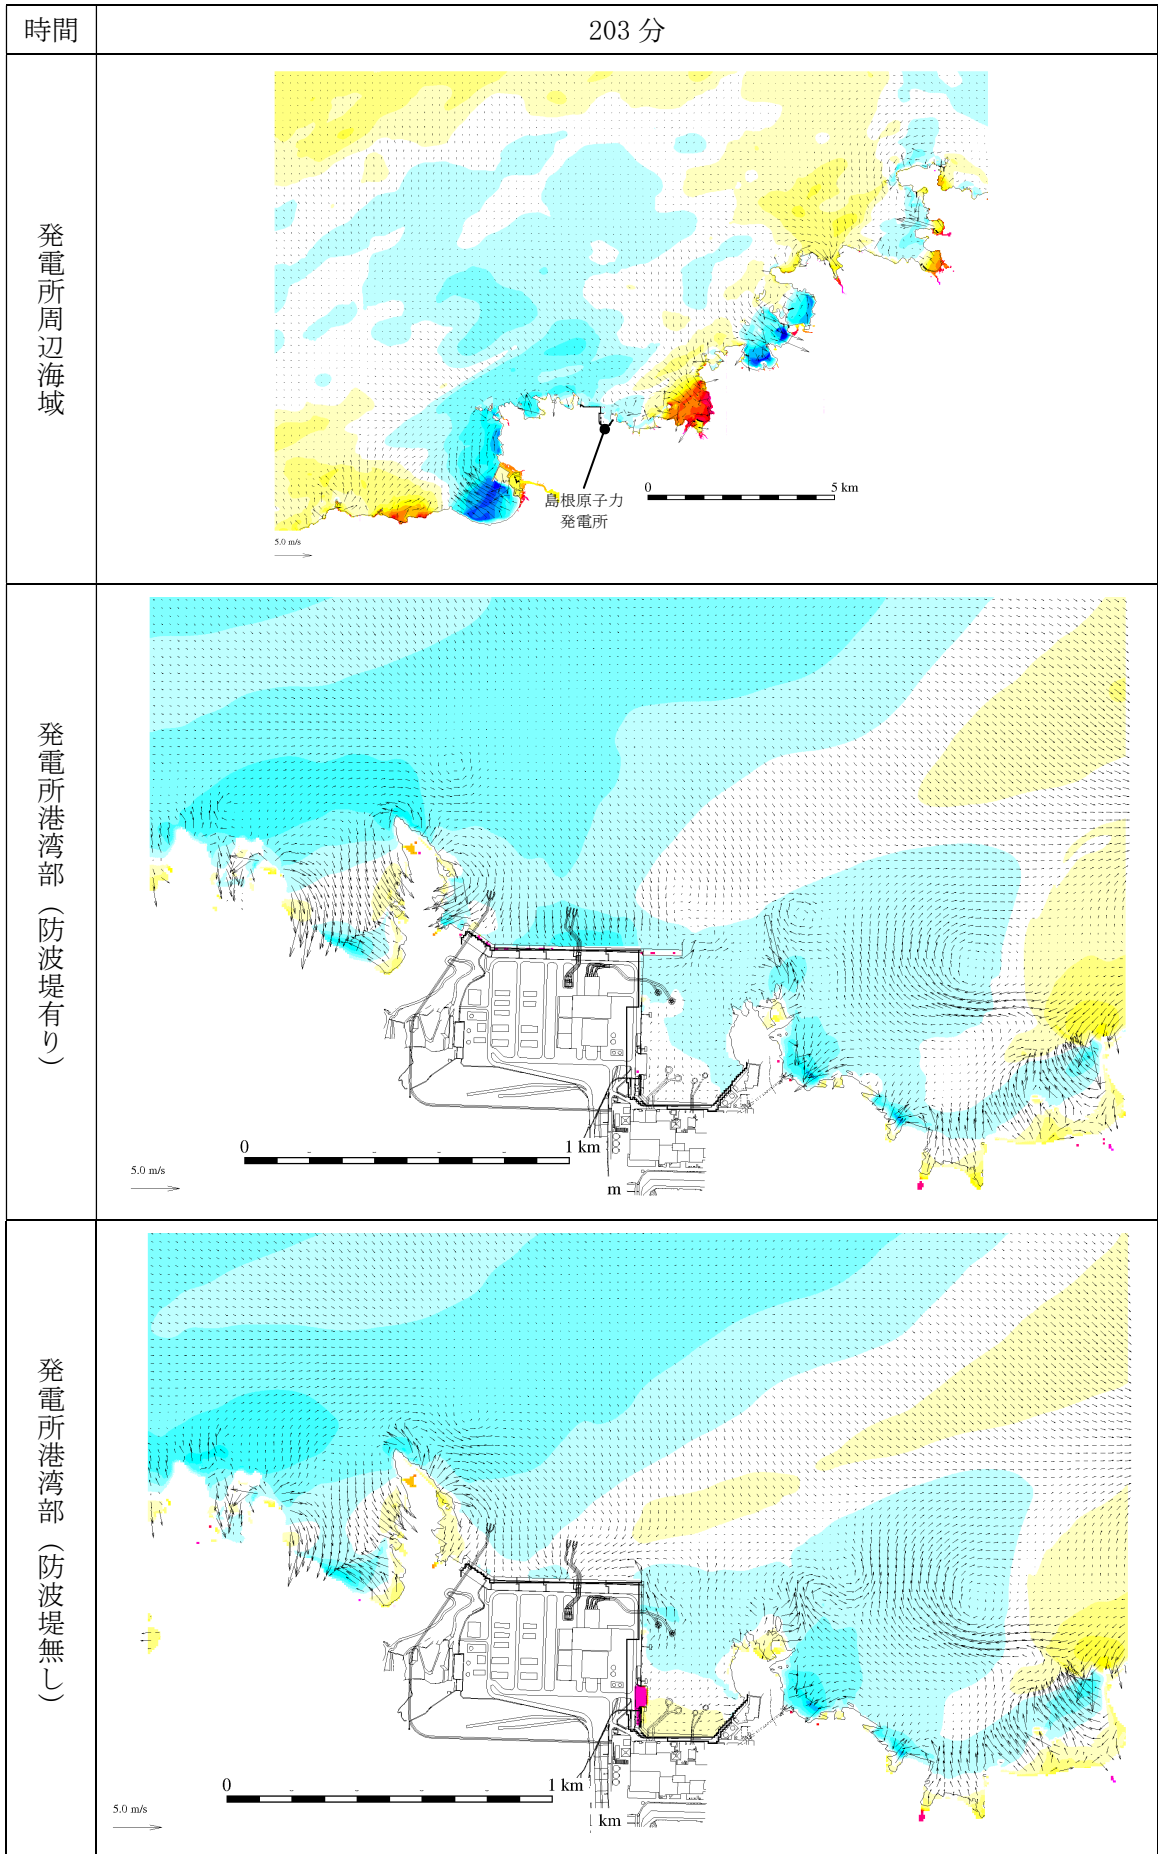 時間
203 分
発電所周辺海域
島根原子力
発電所
0
5 km
5.0 m/s
発電所港湾部（防波堤有り）
0
1 km
5.0 m/s
m
発電所港湾部（防波堤無し）
0
1 km
5.0 m/s
km